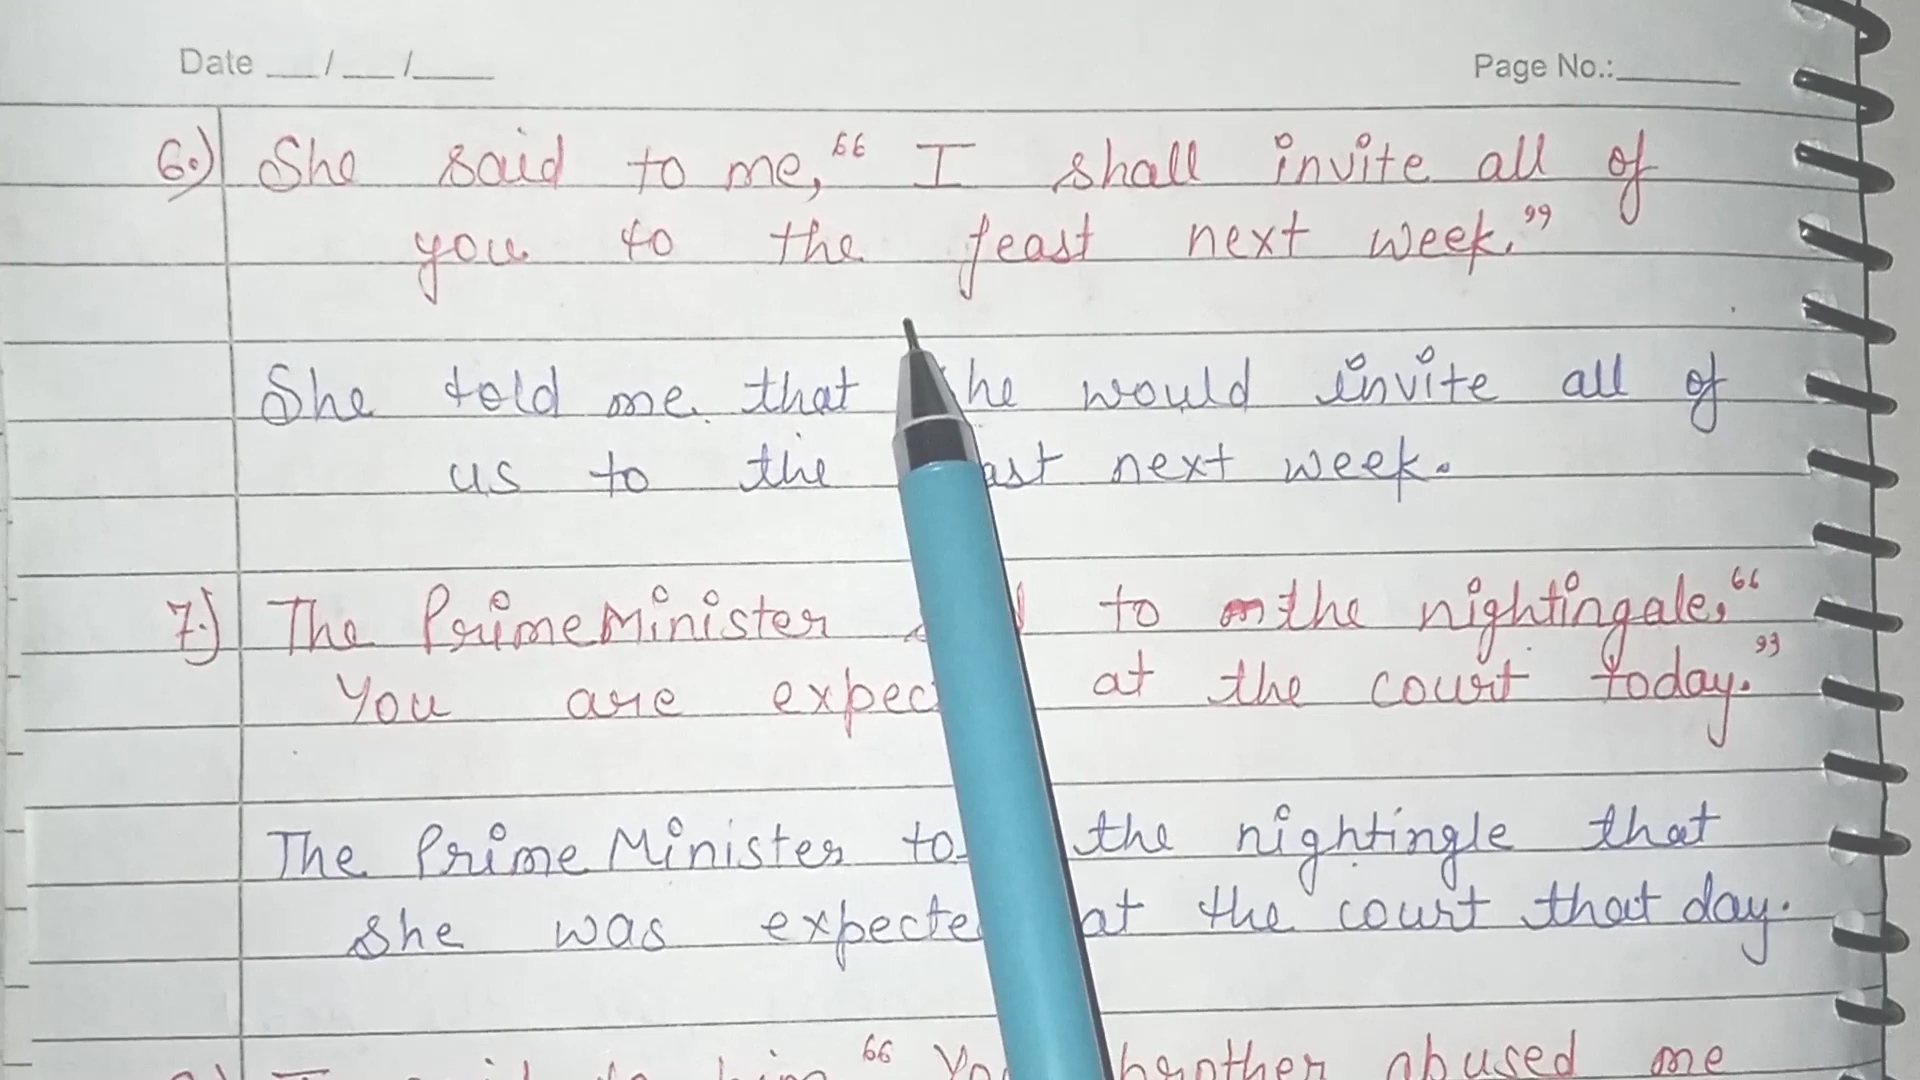 Date __/__/____ Page No.:______
6.) She said to me, “ I shall invite all of
you to the feast next week.”
She told me that he would invite all of
us to the ast next week.
7.) The Prime Minister to the nightingale, “
You are expec at the court today.”
The Prime Minister to the nightingle that
she was expecte at the court that day.
“ brother abused me